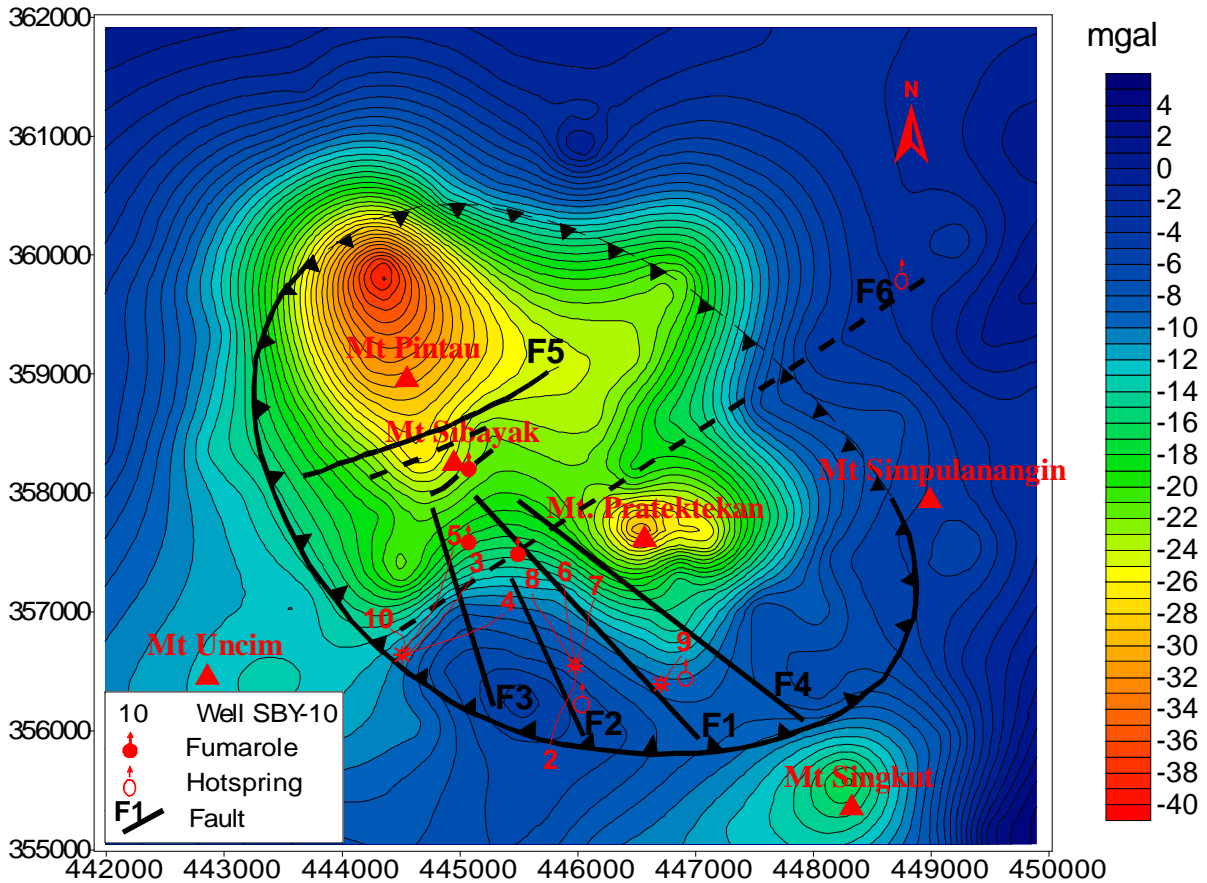 362000
361000
360000
359000
358000
357000
356000
355000
442000 443000 444000 445000 446000 447000 448000 449000 450000
mgal
4
2
0
-2
-4
-6
-8
-10
-12
-14
-16
-18
-20
-22
-24
-26
-28
-30
-32
-34
-36
-38
-40
N
F6
Mt Pintau
F5
Mt Sibayak
Mt Simpulanangin
Mt. Pratektekan
5
3
8
6
7
4
10
9
Mt Uncim
F3
F2
F1
F4
2
Mt Singkut
10 Well SBY-10
Fumarole
Hotspring
F1 Fault